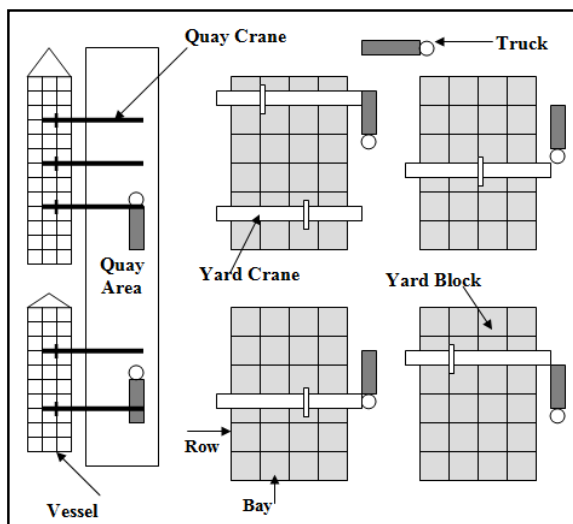 Quay Crane
Truck
Quay
Area
Yard Crane
Yard Block
Row
Vessel
Bay